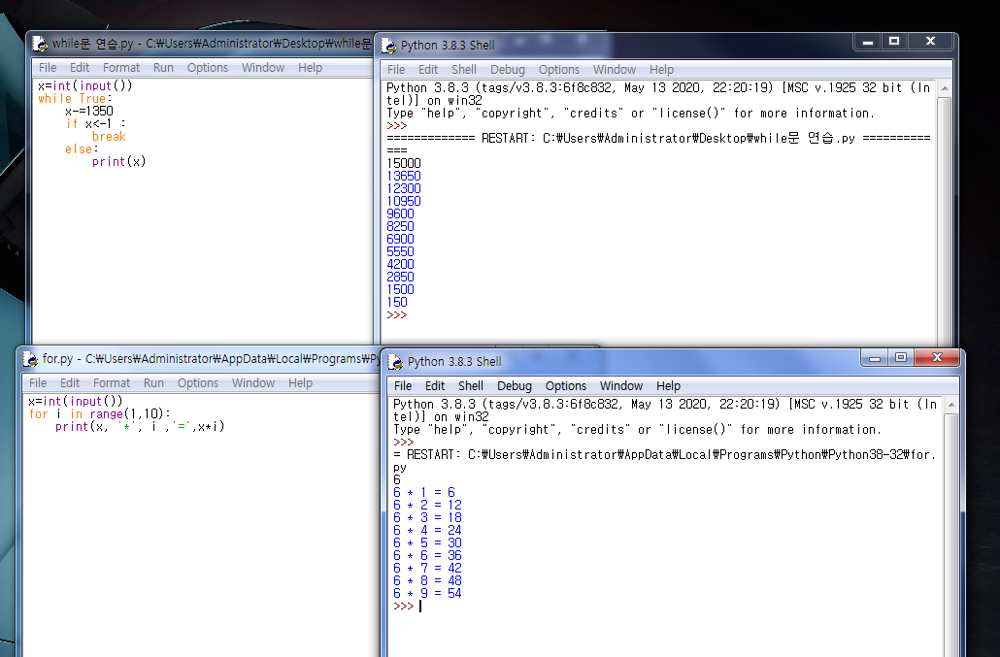 while문 연습.py - C:₩Users₩Administrator₩Desktop₩while문
File Edit Format Run Options Window Help
x=int(input())
while True:
    x-=1350
    if x<-1 :
        break
    else:
        print(x)
Python 3.8.3 Shell
File Edit Shell Debug Options Window Help
Python 3.8.3 (tags/v3.8.3:6f8c832, May 13 2020, 22:20:19) [MSC v.1925 32 bit (In
tel)] on win32
Type "help", "copyright", "credits" or "license()" for more information.
>>>
============= RESTART: C:₩Users₩Administrator₩Desktop₩while문 연습.py ==========
===
15000
13650
12300
10950
9600
8250
6900
5550
4200
2850
1500
150
>>>
for.py - C:₩Users₩Administrator₩AppData₩Local₩Programs₩Py
File Edit Format Run Options Window Help
x=int(input())
for i in range(1,10):
    print(x, '*', i ,'=',x*i)
Python 3.8.3 Shell
File Edit Shell Debug Options Window Help
Python 3.8.3 (tags/v3.8.3:6f8c832, May 13 2020, 22:20:19) [MSC v.1925 32 bit (In
tel)] on win32
Type "help", "copyright", "credits" or "license()" for more information.
>>>
= RESTART: C:₩Users₩Administrator₩AppData₩Local₩Programs₩Python₩Python38-32₩for.
py
6
6 * 1 = 6
6 * 2 = 12
6 * 3 = 18
6 * 4 = 24
6 * 5 = 30
6 * 6 = 36
6 * 7 = 42
6 * 8 = 48
6 * 9 = 54
>>>